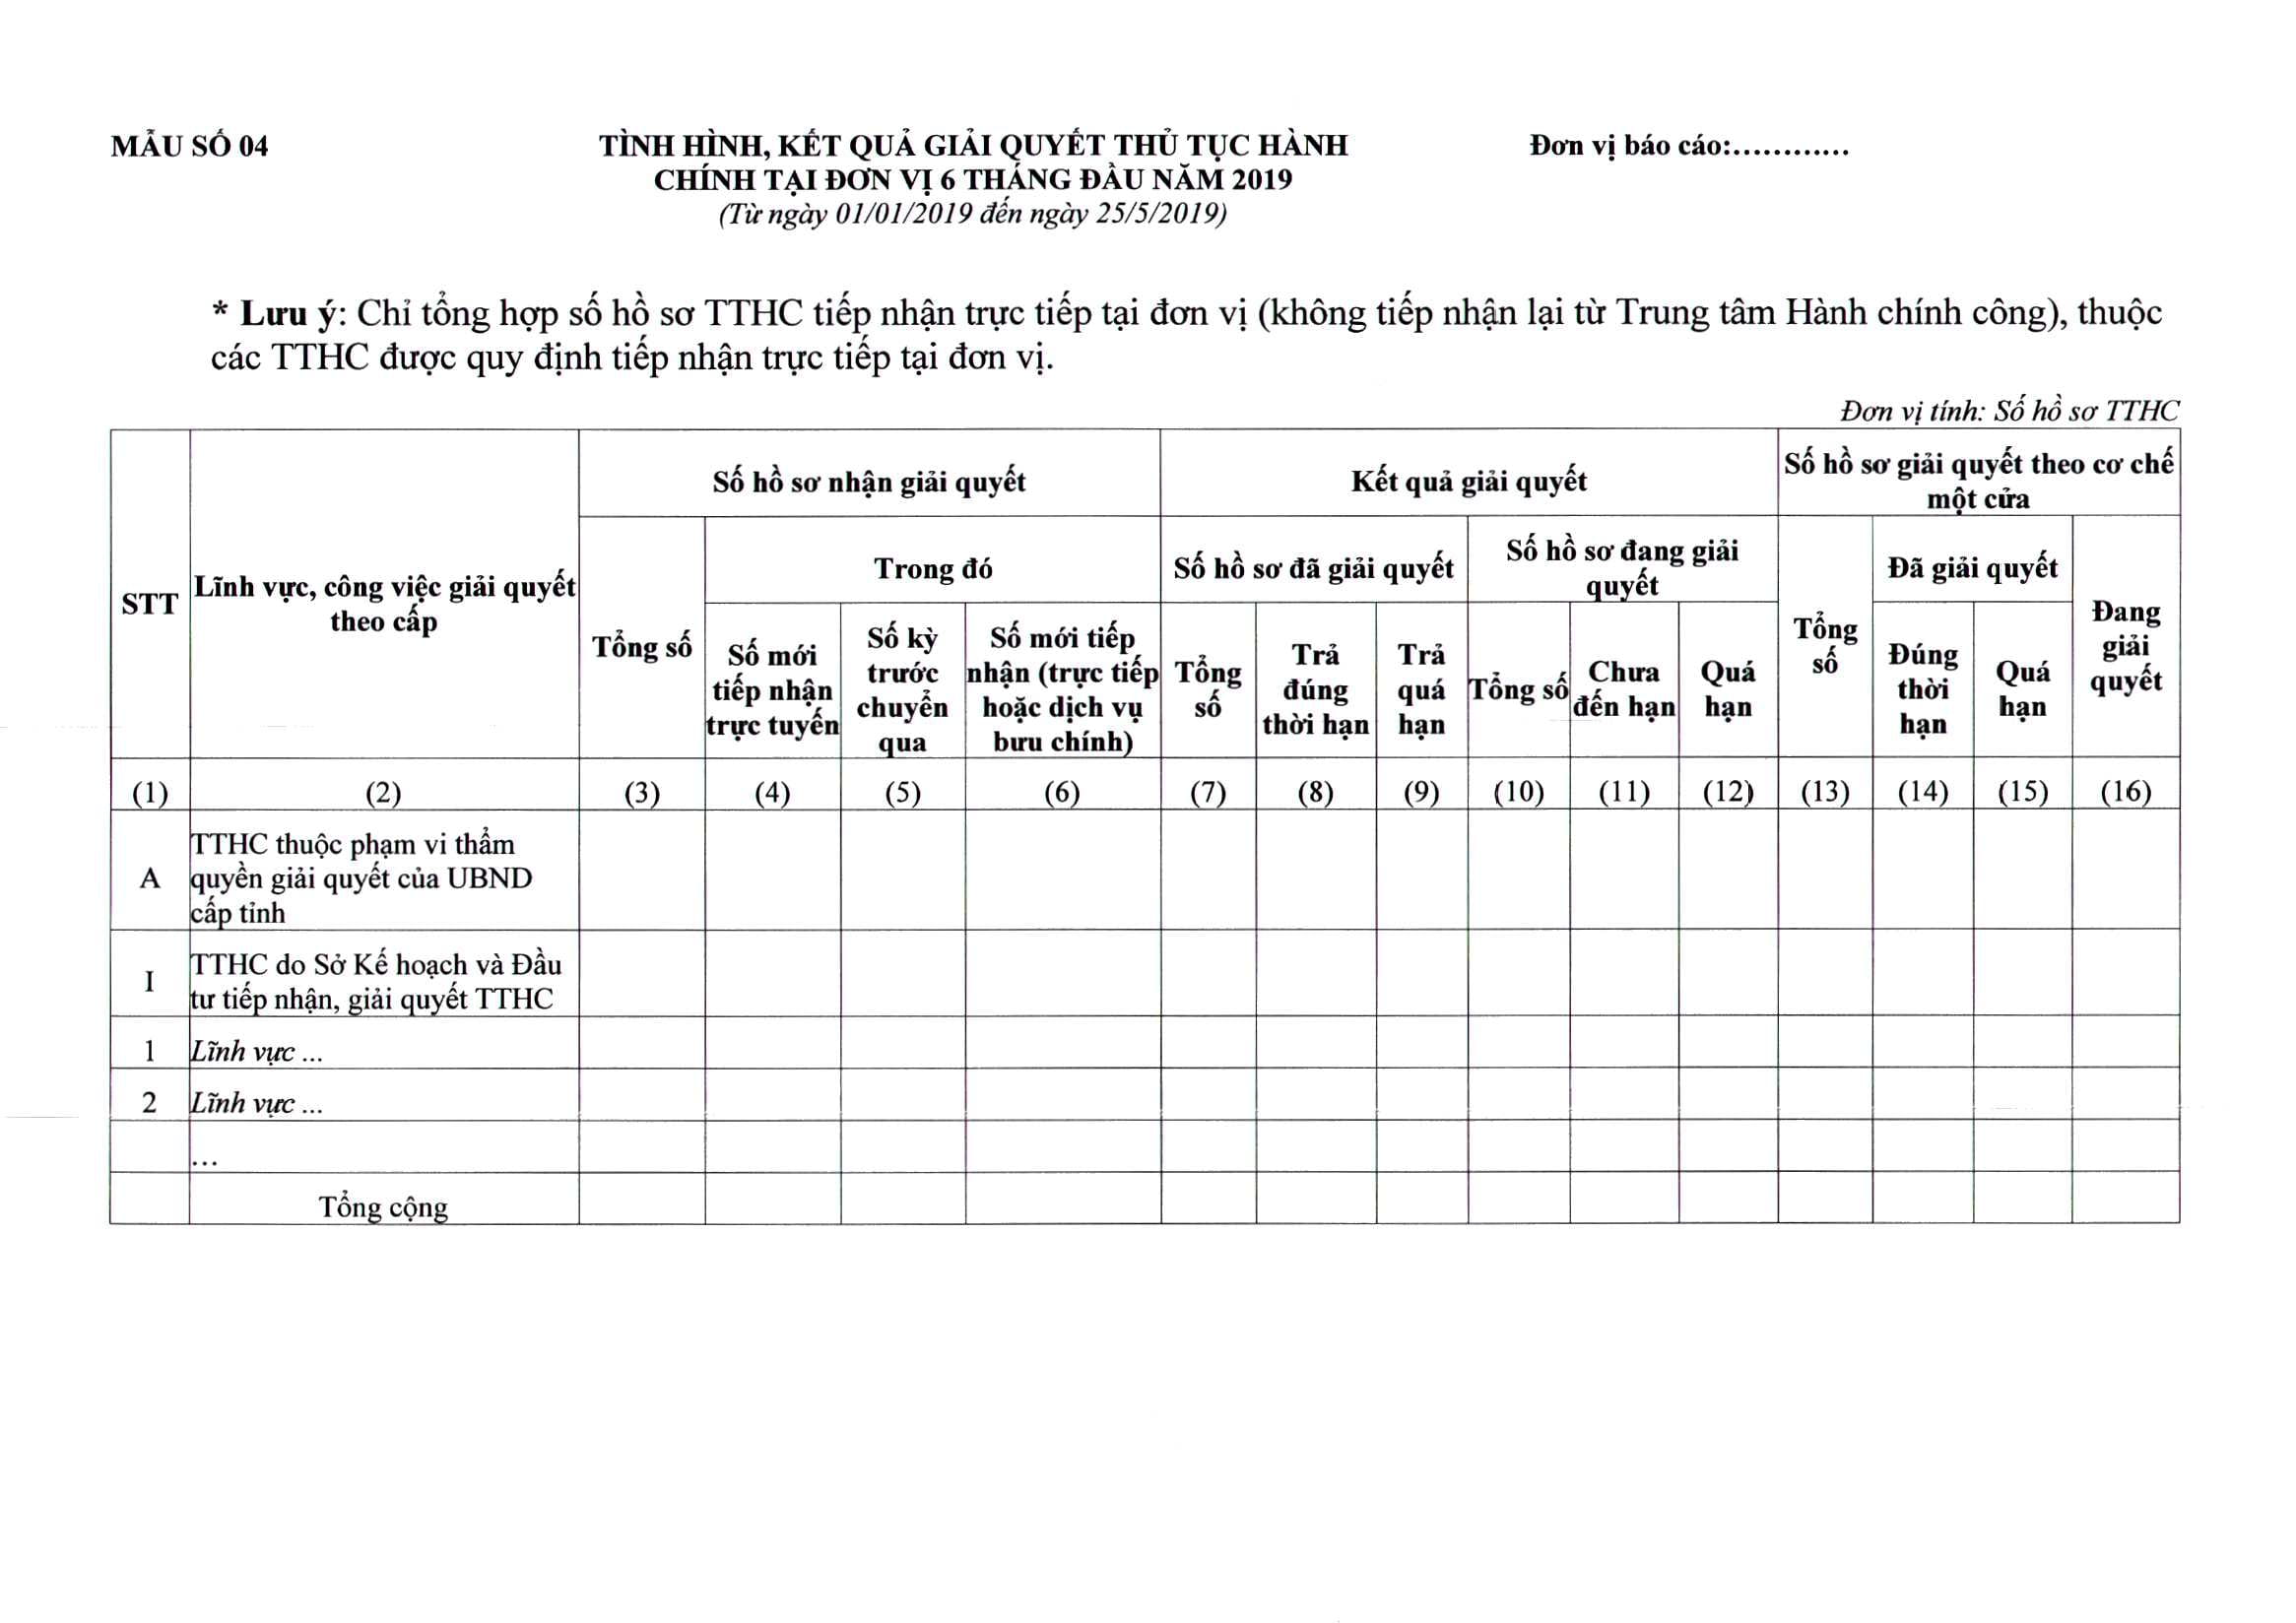 MẪU SỐ 04
TÌNH HÌNH, KẾT QUẢ GIẢI QUYẾT THỦ TỤC HÀNH
CHÍNH TẠI ĐƠN VỊ 6 THÁNG ĐẦU NĂM 2019
(Từ ngày 01/01/2019 đến ngày 25/5/2019)
Đơn vị báo cáo:............
* Lưu ý: Chỉ tổng hợp số hồ sơ TTHC tiếp nhận trực tiếp tại đơn vị (không tiếp nhận lại từ Trung tâm Hành chính công), thuộc
các TTHC được quy định tiếp nhận trực tiếp tại đơn vị.
Đơn vị tính: Số hồ sơ TTHC
STT
Lĩnh vực, công việc giải quyết
theo cấp
Số hồ sơ nhận giải quyết
Kết quả giải quyết
Số hồ sơ giải quyết theo cơ chế
một cửa
Tổng số
Trong đó
Số hồ sơ đã giải quyết
Số hồ sơ đang giải
quyết
Tổng
số
Đã giải quyết
Đang
giải
quyết
Số mới
tiếp nhận
trực tuyến
Số kỳ
trước
chuyển
qua
Số mới tiếp
nhận (trực tiếp
hoặc dịch vụ
bưu chính)
Tổng
số
Trả
đúng
thời hạn
Trả
quá
hạn
Tổng số
Chưa
đến hạn
Quá
hạn
Đúng
thời
hạn
Quá
hạn
(1) (2) (3) (4) (5) (6) (7) (8) (9) (10) (11) (12) (13) (14) (15) (16)
A
TTHC thuộc phạm vi thẩm
quyền giải quyết của UBND
cấp tỉnh
I
TTHC do Sở Kế hoạch và Đầu
tư tiếp nhận, giải quyết TTHC
1 Lĩnh vực ...
2 Lĩnh vực ...
...
Tổng cộng